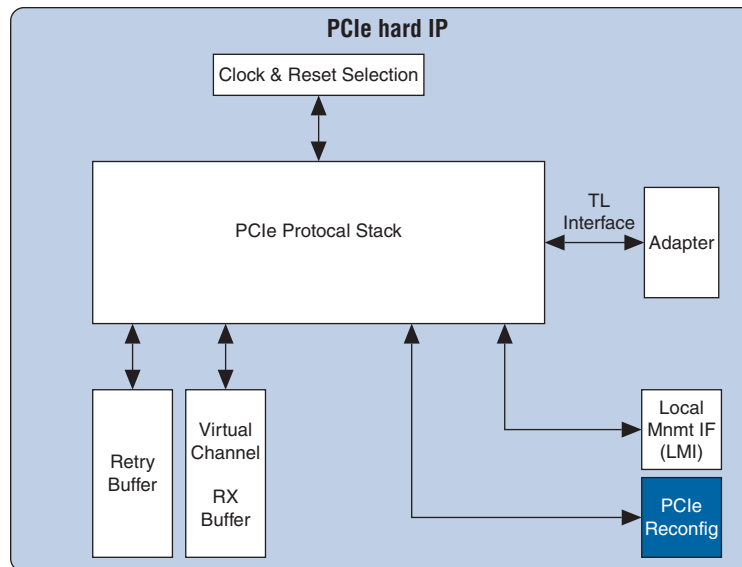 PCIe hard IP
Clock & Reset Selection
PCIe Protocal Stack
TL
Interface
Adapter
Retry
Buffer
Virtual
Channel
RX
Buffer
Local
Mnmt IF
(LMI)
PCIe
Reconfig